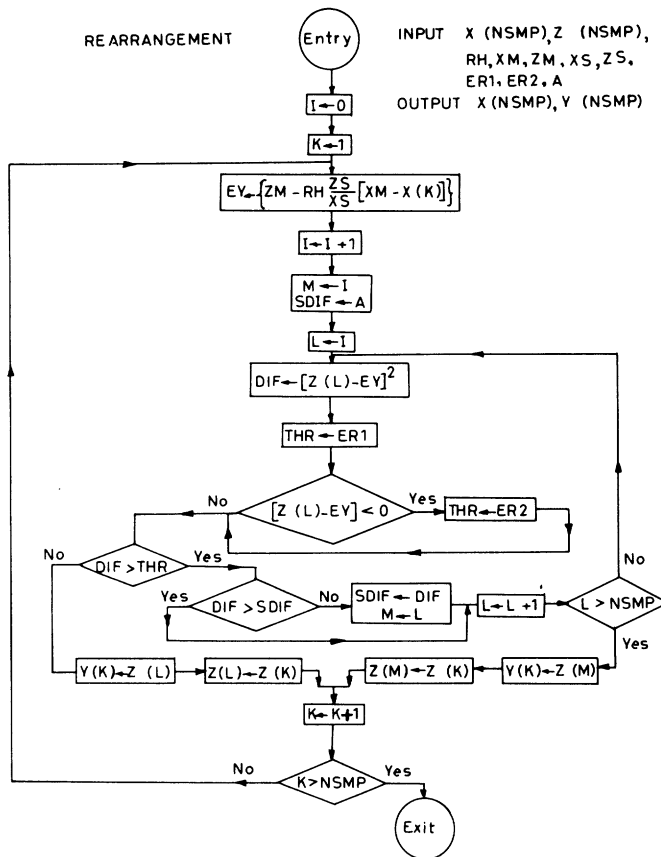 REARRANGEMENT
Entry
INPUT X (NSMP), Z (NSMP),
RH, XM, ZM, XS, ZS,
ER1, ER2, A
OUTPUT X(NSMP), Y (NSMP)
I←0
K←1
EY←{ZM-RH ZS/XS [XM-X(K)]}
I←I+1
M←I
SDIF←A
L←I
DIF←[Z (L)-EY]²
THR←ER1
[Z (L)-EY]<0
No
Yes
THR←ER2
DIF>THR
No
Yes
DIF>SDIF
Yes
No
SDIF←DIF
M←L
L←L+1
L>NSMP
No
Yes
Y(K)←Z (L)
Z(L)←Z(K)
Z(M)←Z (K)
Y(K)←Z(M)
K←K+1
K>NSMP
No
Yes
Exit